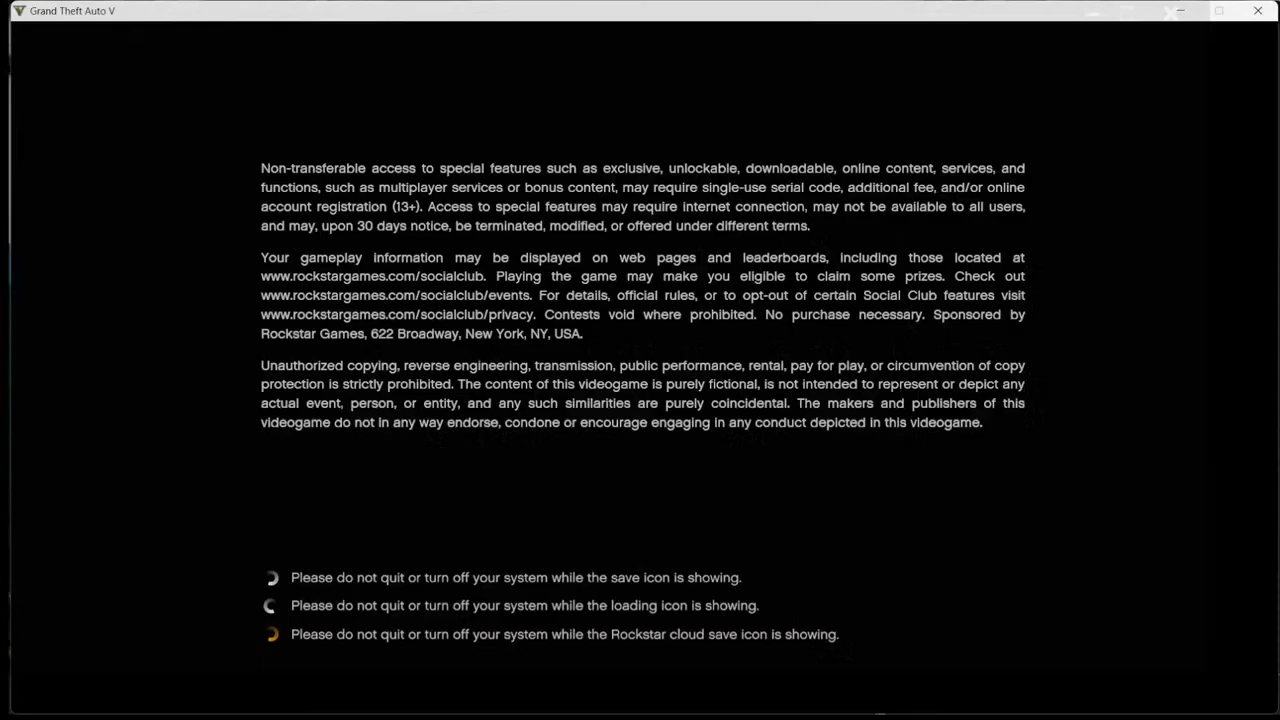 Grand Theft Auto V
Non-transferable access to special features such as exclusive, unlockable, downloadable, online content, services, and
functions, such as multiplayer services or bonus content, may require single-use serial code, additional fee, and/or online
account registration (13+). Access to special features may require internet connection, may not be available to all users,
and may, upon 30 days notice, be terminated, modified, or offered under different terms.
Your gameplay information may be displayed on web pages and leaderboards, including those located at
www.rockstargames.com/socialclub. Playing the game may make you eligible to claim some prizes. Check out
www.rockstargames.com/socialclub/events. For details, official rules, or to opt-out of certain Social Club features visit
www.rockstargames.com/socialclub/privacy. Contests void where prohibited. No purchase necessary. Sponsored by
Rockstar Games, 622 Broadway, New York, NY, USA.
Unauthorized copying, reverse engineering, transmission, public performance, rental, pay for play, or circumvention of copy
protection is strictly prohibited. The content of this videogame is purely fictional, is not intended to represent or depict any
actual event, person, or entity, and any such similarities are purely coincidental. The makers and publishers of this
videogame do not in any way endorse, condone or encourage engaging in any conduct depicted in this videogame.
Please do not quit or turn off your system while the save icon is showing.
Please do not quit or turn off your system while the loading icon is showing.
Please do not quit or turn off your system while the Rockstar cloud save icon is showing.